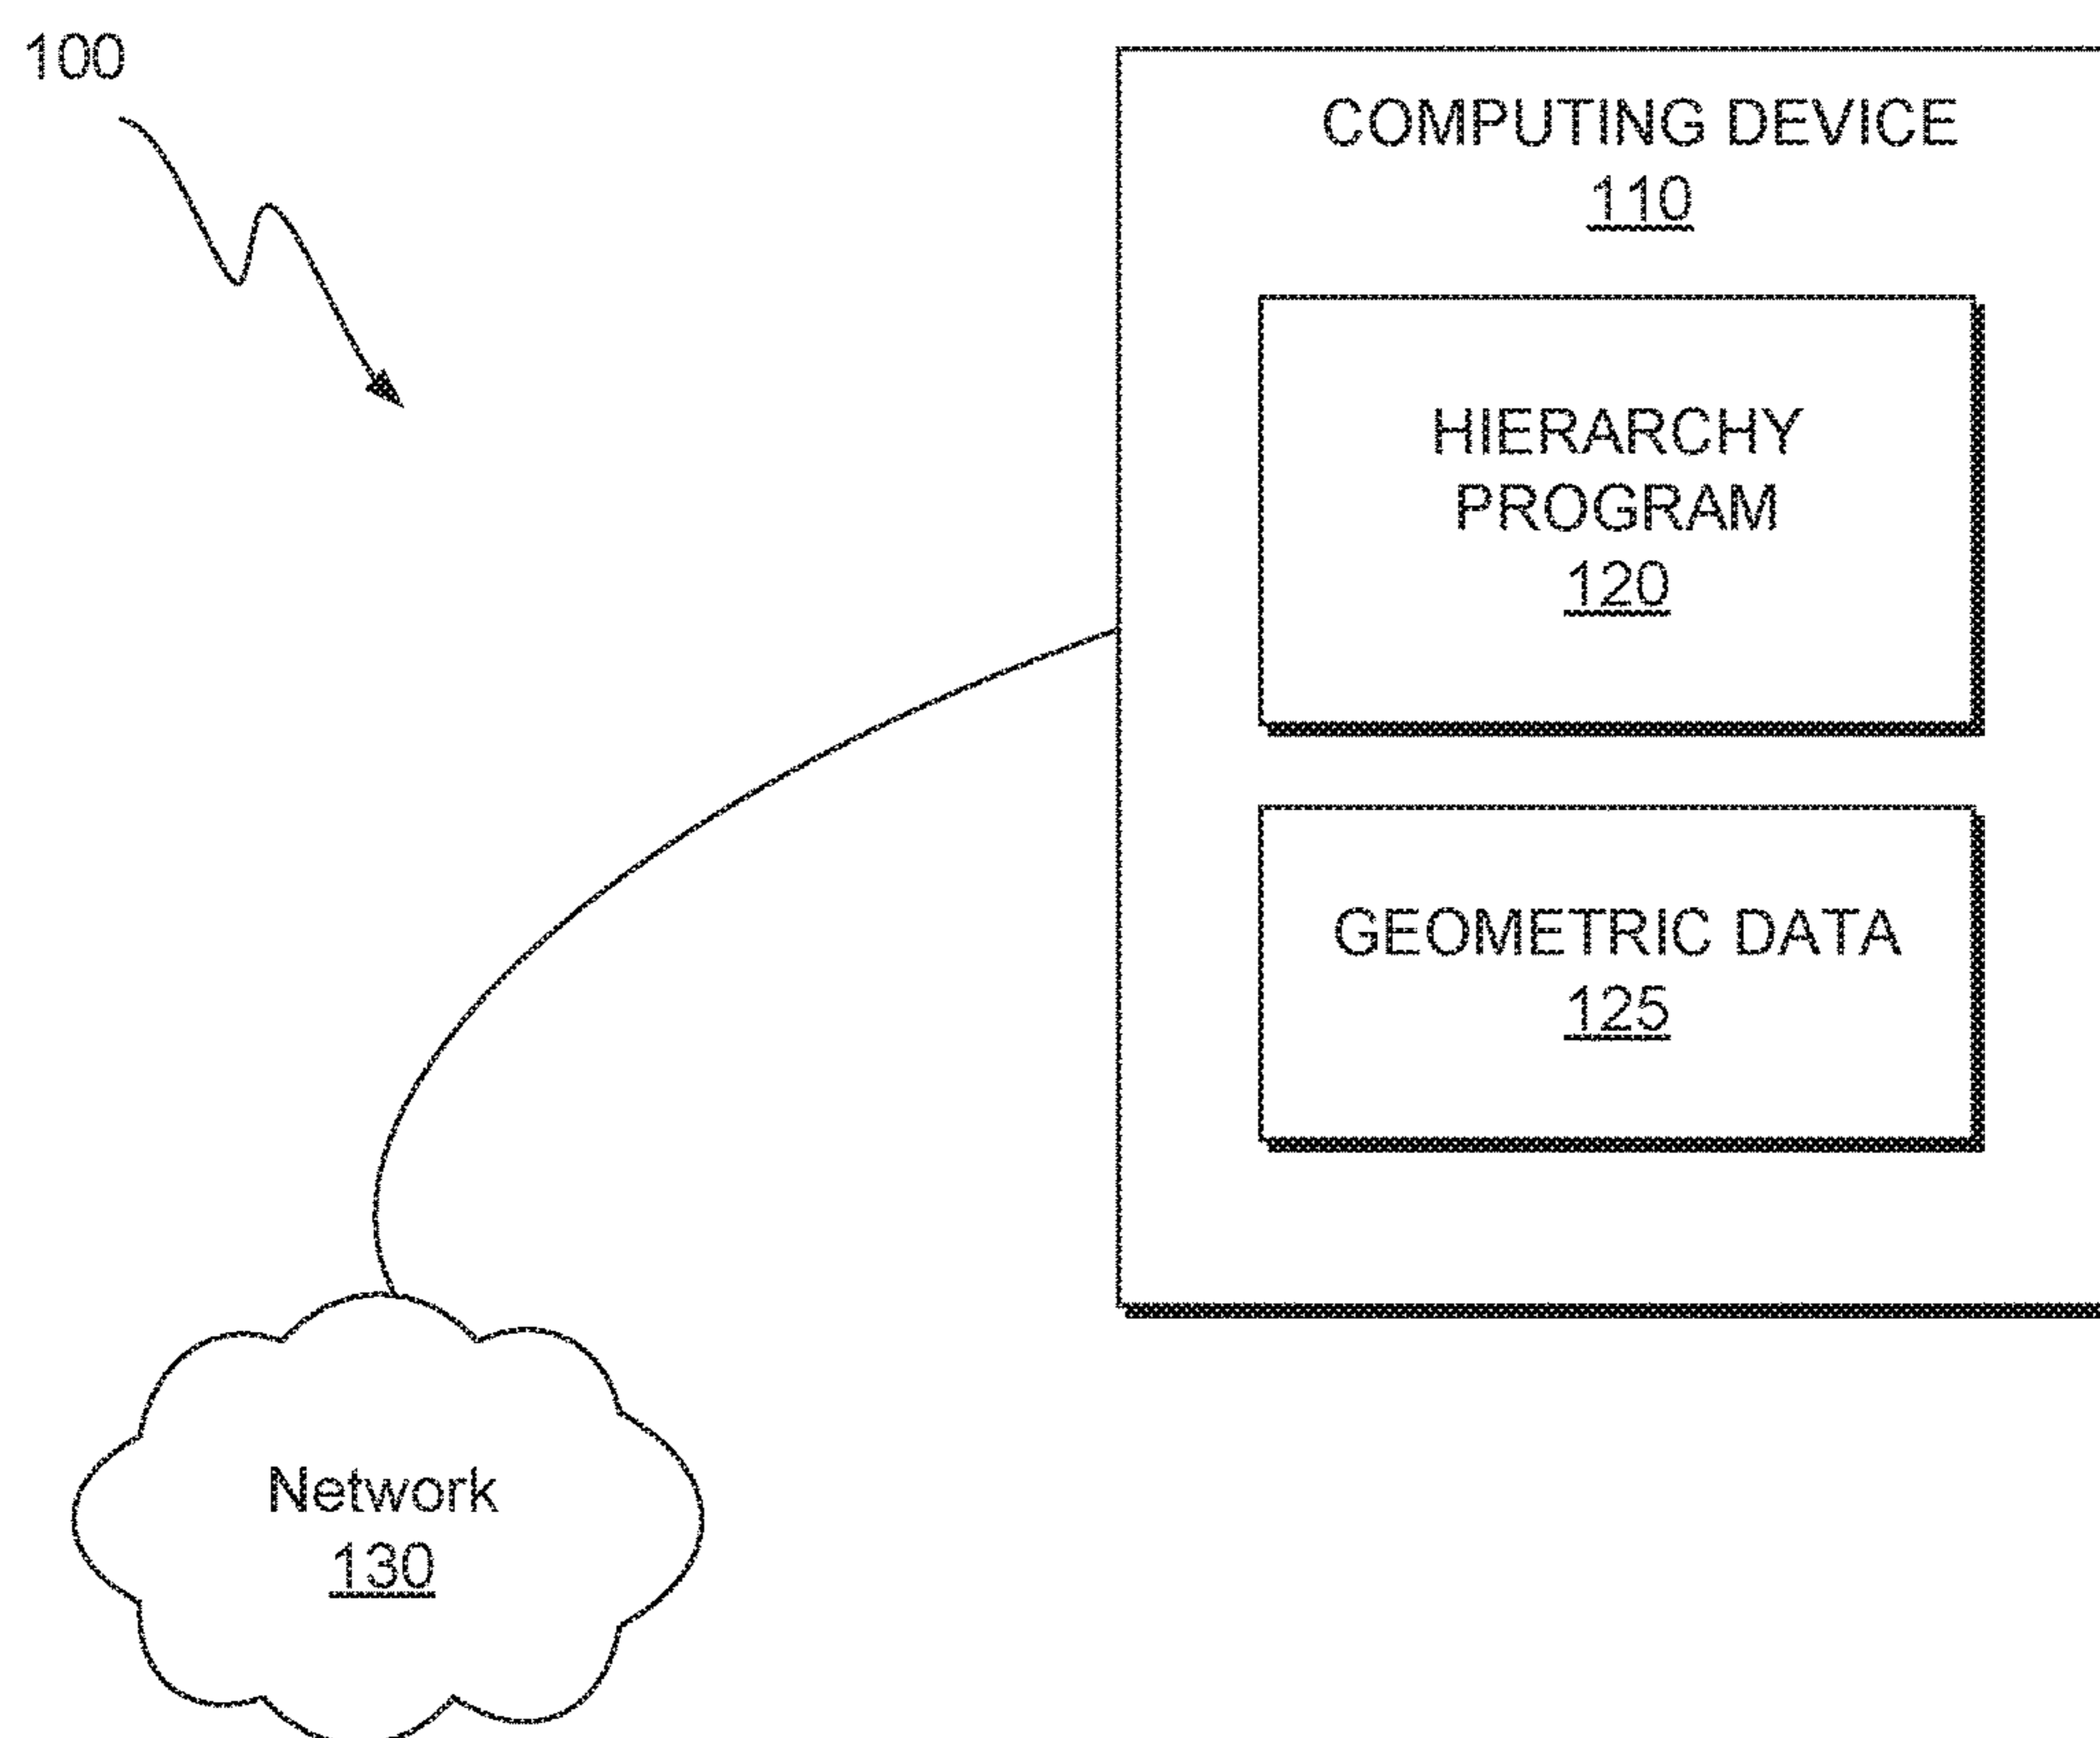 100
COMPUTING DEVICE
110
HIERARCHY
PROGRAM
120
GEOMETRIC DATA
125
Network
130